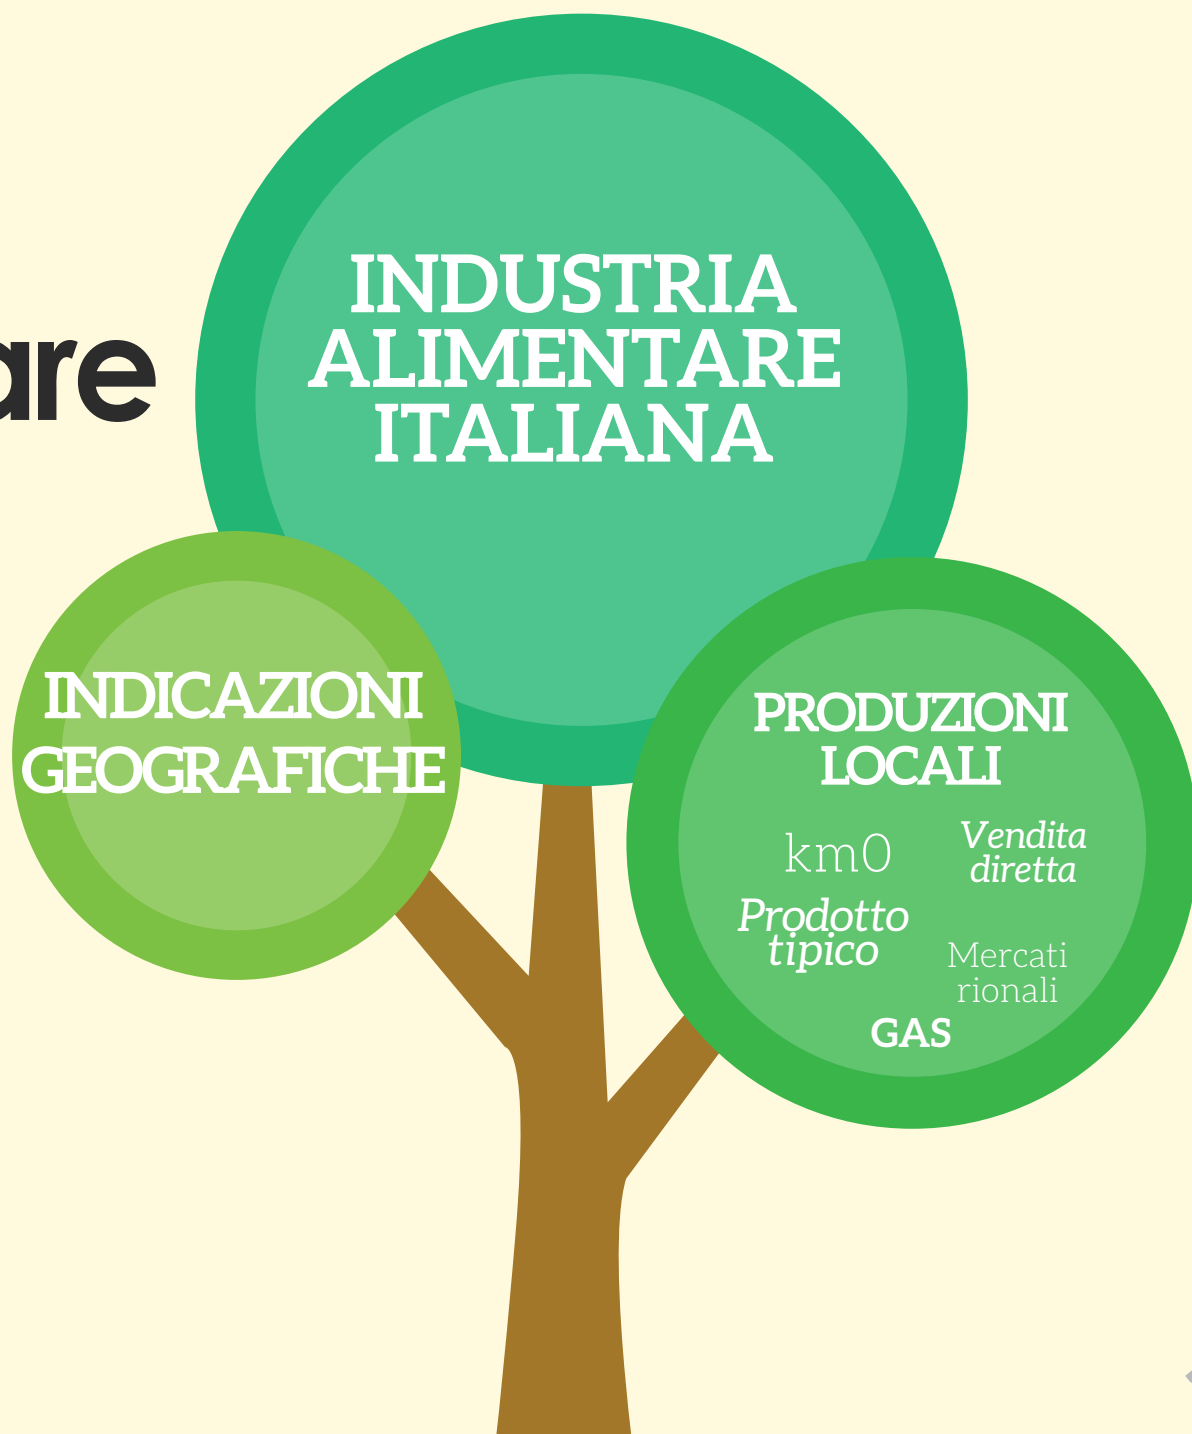 INDUSTRIA
ALIMENTARE
ITALIANA
are
INDICAZIONI
GEOGRAFICHE
PRODUZIONI
LOCALI
km0
Vendita
diretta
Prodotto
tipico
Mercati
rionali
GAS